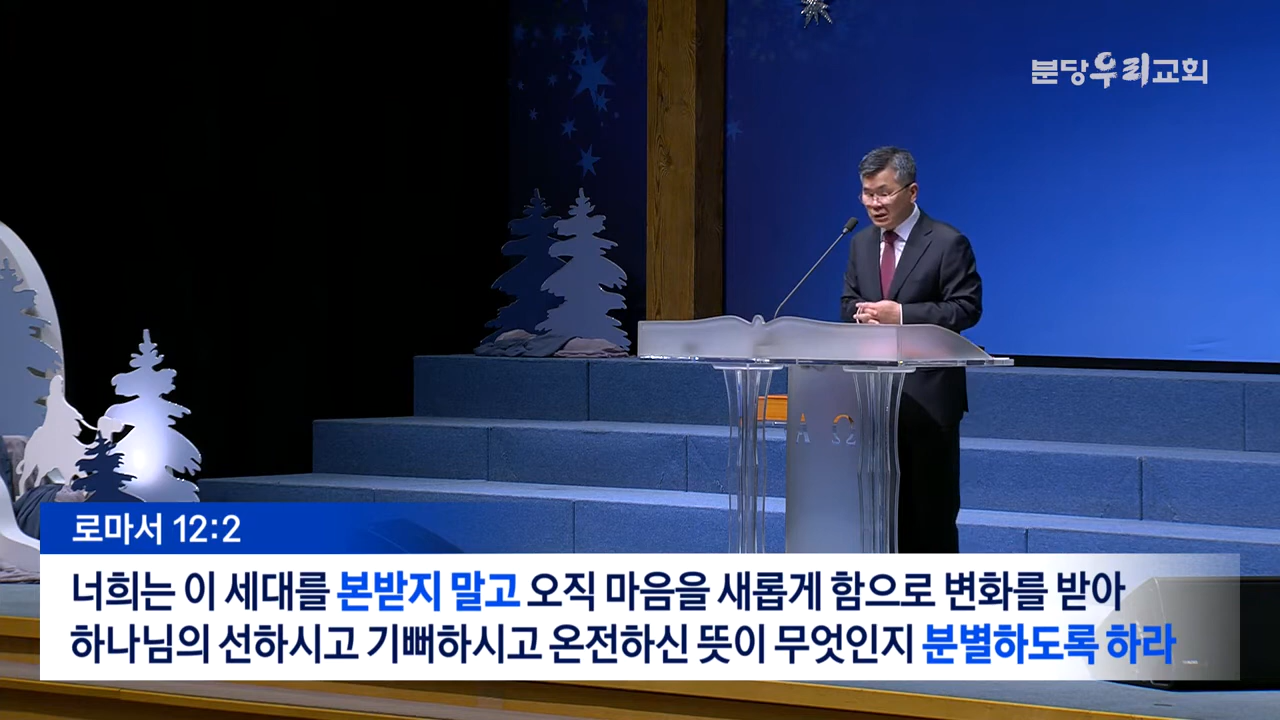 분당우리교회
Α Ω
로마서 12:2
너희는 이 세대를 본받지 말고 오직 마음을 새롭게 함으로 변화를 받아
하나님의 선하시고 기뻐하시고 온전하신 뜻이 무엇인지 분별하도록 하라